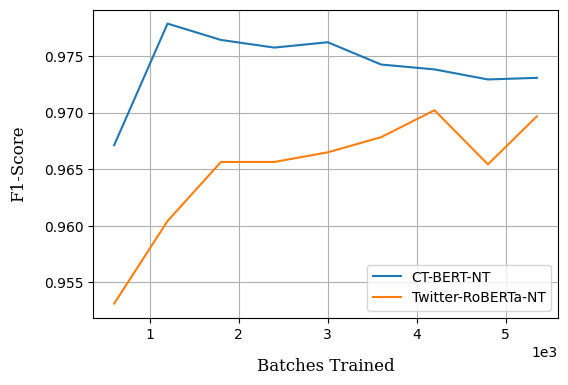 0.975
0.970
0.965
0.960
0.955
F1-Score
CT-BERT-NT
Twitter-RoBERTa-NT
1 2 3 4 5
1e3
Batches Trained